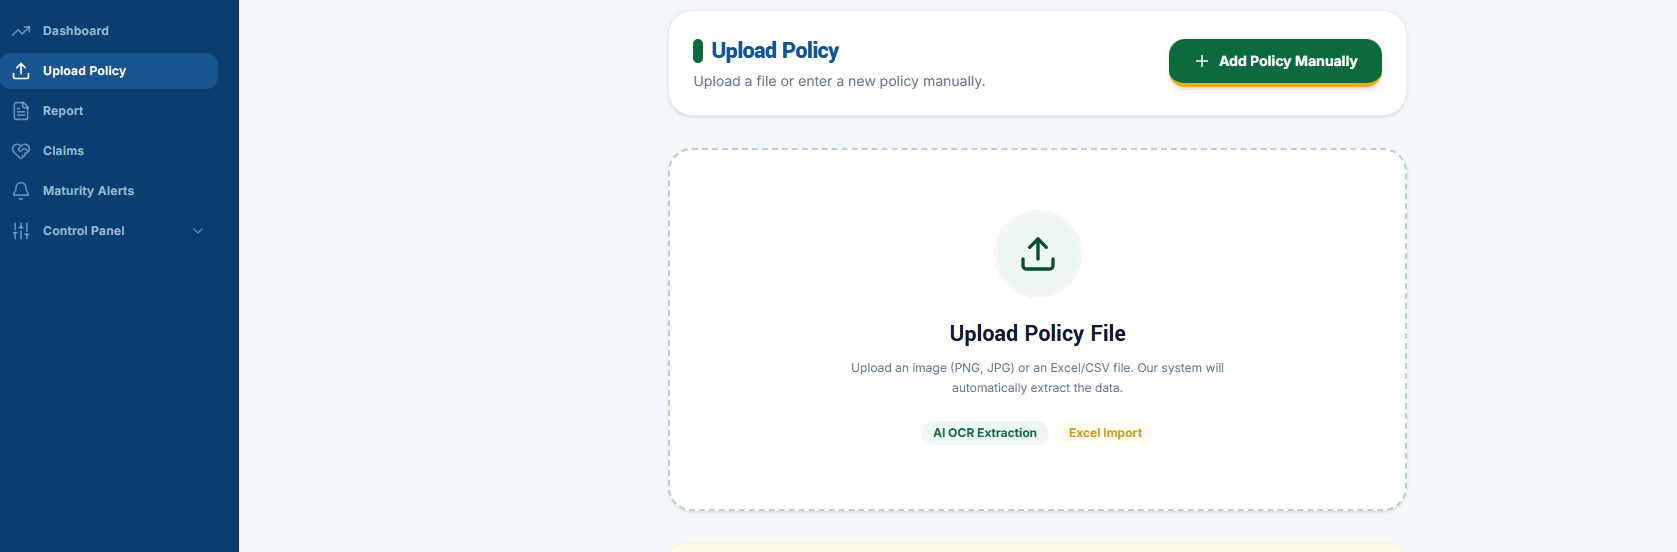 Dashboard
Upload Policy
Report
Claims
Maturity Alerts
Control Panel
Upload Policy
Upload a file or enter a new policy manually.
Add Policy Manually
Upload Policy File
Upload an image (PNG, JPG) or an Excel/CSV file. Our system will
automatically extract the data.
AI OCR Extraction
Excel Import